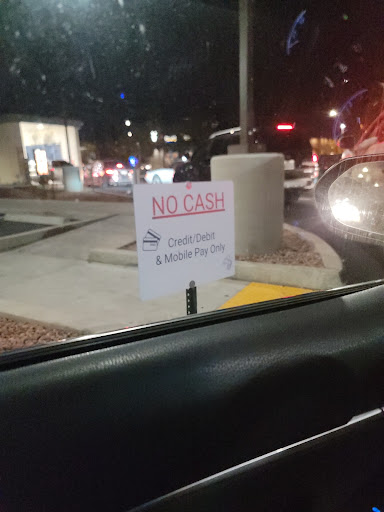 NO CASH
Credit/Debit
& Mobile Pay Only